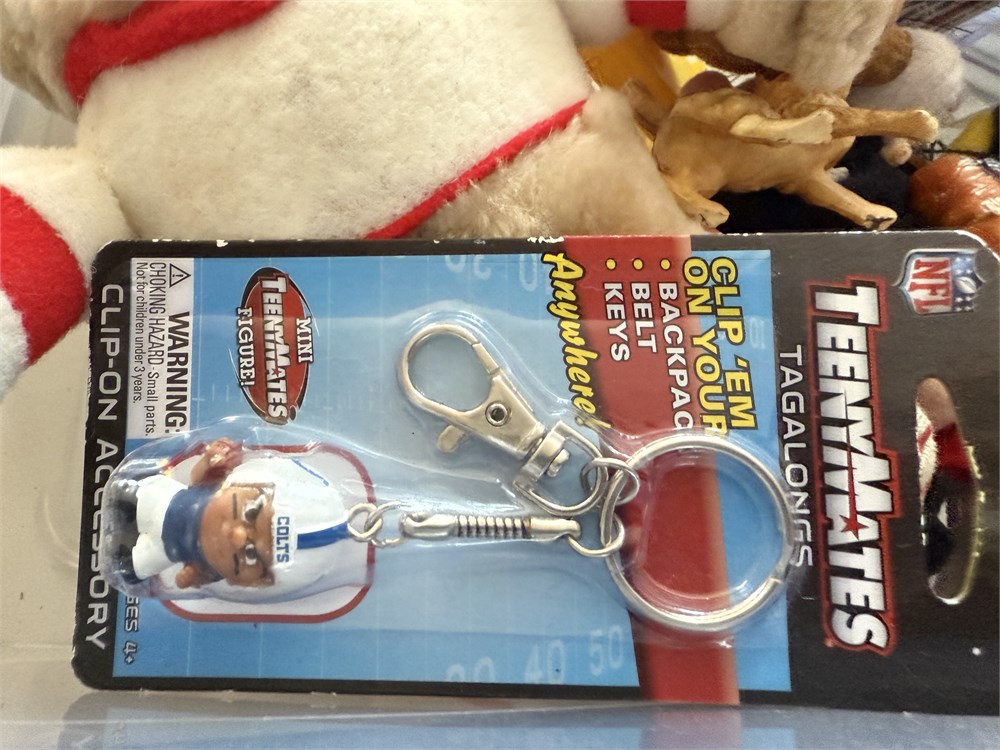 NFL
TEENYMATES
TAGALONGS
CLIP 'EM
ON YOUR
• BACKPAC
• BELT
• KEYS
Anywhere!
MINI
TEENYMATES
FIGURE!
COLTS
50
40
WARNING:
CHOKING HAZARD - Small parts.
Not for children under 3 years.
GES 4+
CLIP-ON ACCESSORY